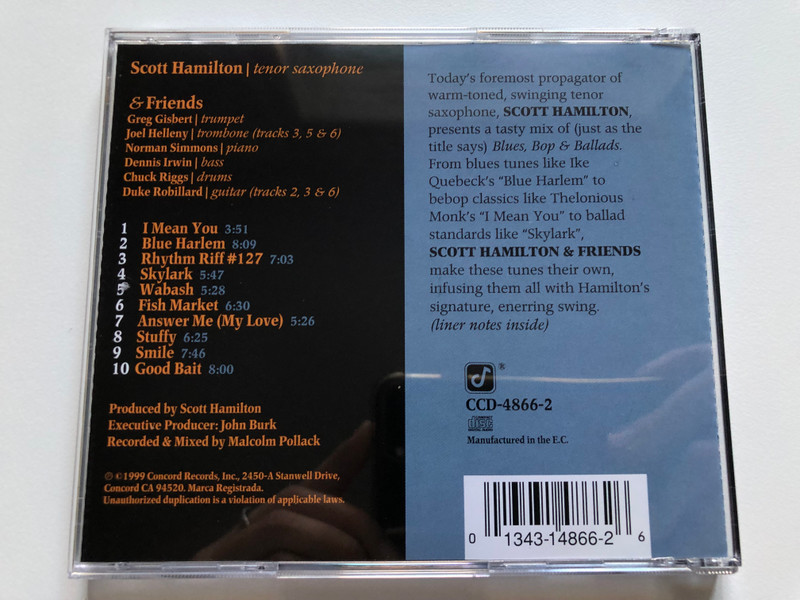 Scott Hamilton | tenor saxophone
& Friends
Greg Gisbert | trumpet
Joel Helleny | trombone (tracks 3, 5 & 6)
Norman Simmons | piano
Dennis Irwin | bass
Chuck Riggs | drums
Duke Robillard | guitar (tracks 2, 3 & 6)
1 I Mean You 3:51
2 Blue Harlem 8:09
3 Rhythm Riff #127 7:03
4 Skylark 5:47
5 Wabash 5:28
6 Fish Market 6:30
7 Answer Me (My Love) 5:26
8 Stuffy 6:25
9 Smile 7:46
10 Good Bait 8:00
Produced by Scott Hamilton
Executive Producer: John Burk
Recorded & Mixed by Malcolm Pollack
℗ ©1999 Concord Records, Inc., 2450-A Stanwell Drive,
Concord CA 94520. Marca Registrada.
Unauthorized duplication is a violation of applicable laws.
Today's foremost propagator of
warm-toned, swinging tenor
saxophone, SCOTT HAMILTON,
presents a tasty mix of (just as the
title says) Blues, Bop & Ballads.
From blues tunes like Ike
Quebeck's "Blue Harlem" to
bebop classics like Thelonious
Monk's "I Mean You" to ballad
standards like "Skylark",
SCOTT HAMILTON & FRIENDS
make these tunes their own,
infusing them all with Hamilton's
signature, enerring swing.
(liner notes inside)
®
CCD-4866-2
COMPACT
disc
DIGITAL AUDIO
Manufactured in the E.C.
0 1343-14866-2 6